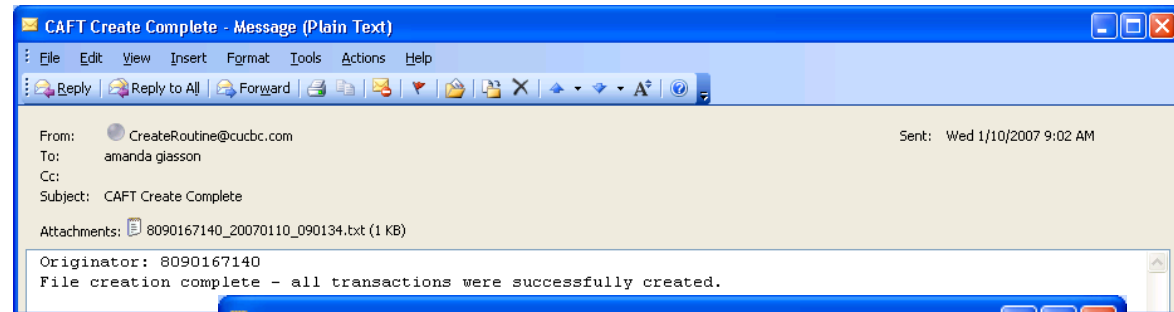 CAFT Create Complete - Message (Plain Text)
File Edit View Insert Format Tools Actions Help
Reply Reply to All Forward
From: CreateRoutine@cucbc.com Sent: Wed 1/10/2007 9:02 AM
To: amanda giasson
Cc:
Subject: CAFT Create Complete
Attachments: 8090167140_20070110_090134.txt (1 KB)
Originator: 8090167140
File creation complete - all transactions were successfully created.